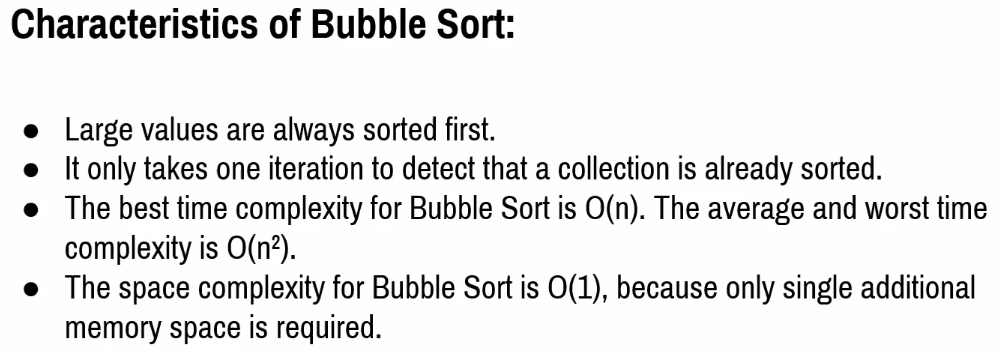 Characteristics of Bubble Sort:
● Large values are always sorted first.
● It only takes one iteration to detect that a collection is already sorted.
● The best time complexity for Bubble Sort is O(n). The average and worst time
complexity is O(n²).
● The space complexity for Bubble Sort is O(1), because only single additional
memory space is required.